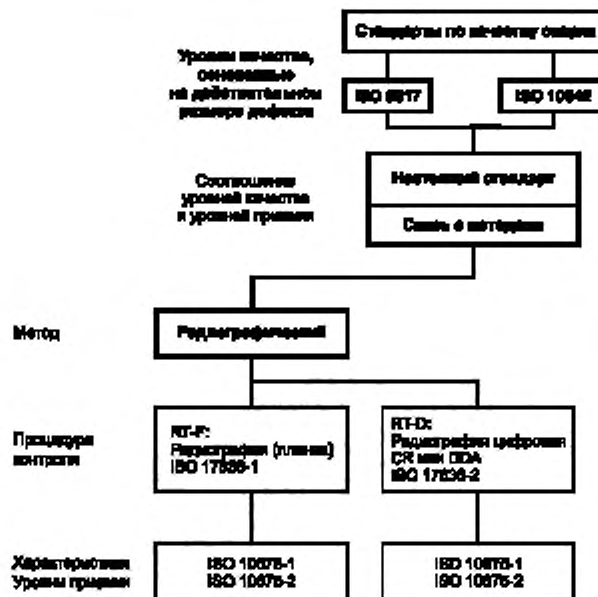 Стандарты по качеству сварки
Уровни качества,
основанные
на действительном
размере дефекта
ISO 5817
ISO 10042
Соотношение
уровней качества
и уровней приемки
Настоящий стандарт
Связь с методами
Метод
Радиографический
Процедура
контроля
RT-F:
Радиография (пленка)
ISO 17636-1
RT-D:
Радиография цифровая
CR или DDA
ISO 17636-2
Характеристики
Уровни приемки
ISO 10675-1
ISO 10675-2
ISO 10675-1
ISO 10675-2